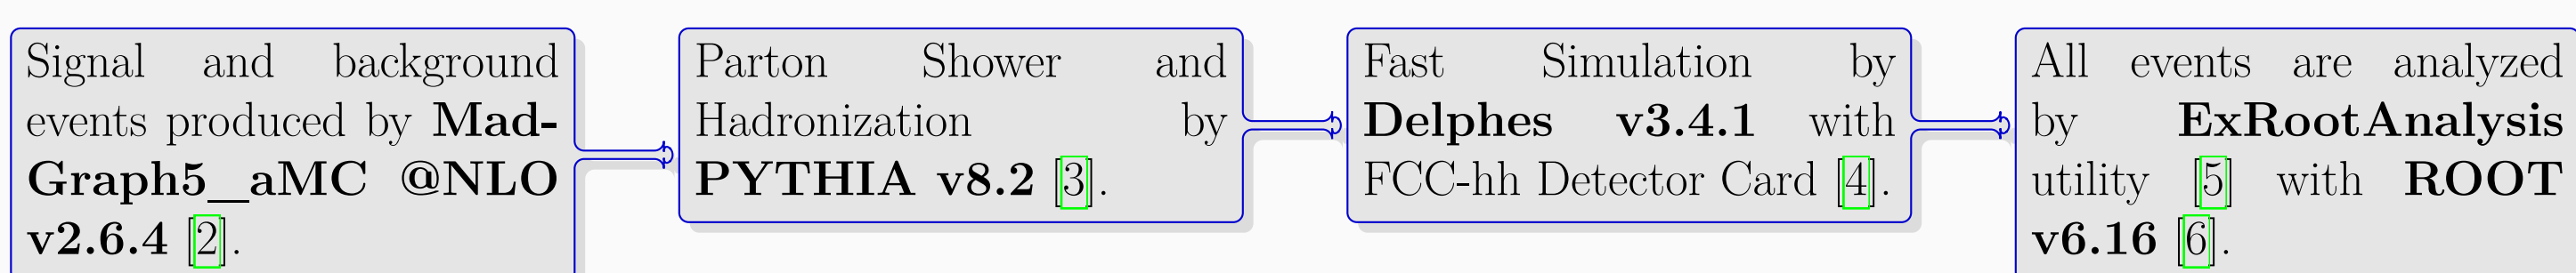 Signal and background
events produced by Mad-
Graph5_aMC @NLO
v2.6.4 [2].
Parton Shower and
Hadronization by
PYTHIA v8.2 [3].
Fast Simulation by
Delphes v3.4.1 with
FCC-hh Detector Card [4].
All events are analyzed
by ExRootAnalysis
utility [5] with ROOT
v6.16 [6].